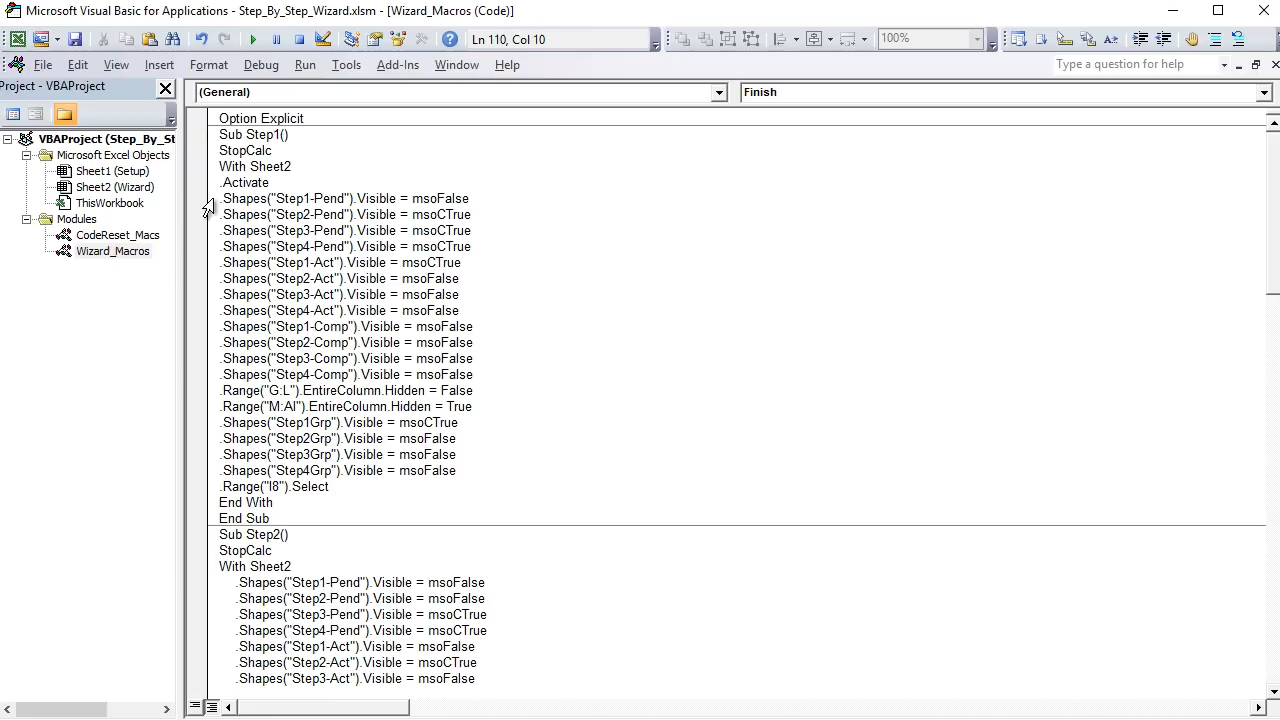 Microsoft Visual Basic for Applications - Step_By_Step_Wizard.xlsm - [Wizard_Macros (Code)]
Ln 110, Col 10
100%
File Edit View Insert Format Debug Run Tools Add-Ins Window Help
Type a question for help
Project - VBAProject
(General)
Finish
VBAProject (Step_By_St
Microsoft Excel Objects
Sheet1 (Setup)
Sheet2 (Wizard)
ThisWorkbook
Modules
CodeReset_Macs
Wizard_Macros
Option Explicit
Sub Step1()
StopCalc
With Sheet2
.Activate
.Shapes("Step1-Pend").Visible = msoFalse
.Shapes("Step2-Pend").Visible = msoCTrue
.Shapes("Step3-Pend").Visible = msoCTrue
.Shapes("Step4-Pend").Visible = msoCTrue
.Shapes("Step1-Act").Visible = msoCTrue
.Shapes("Step2-Act").Visible = msoFalse
.Shapes("Step3-Act").Visible = msoFalse
.Shapes("Step4-Act").Visible = msoFalse
.Shapes("Step1-Comp").Visible = msoFalse
.Shapes("Step2-Comp").Visible = msoFalse
.Shapes("Step3-Comp").Visible = msoFalse
.Shapes("Step4-Comp").Visible = msoFalse
.Range("G:L").EntireColumn.Hidden = False
.Range("M:AI").EntireColumn.Hidden = True
.Shapes("Step1Grp").Visible = msoCTrue
.Shapes("Step2Grp").Visible = msoFalse
.Shapes("Step3Grp").Visible = msoFalse
.Shapes("Step4Grp").Visible = msoFalse
.Range("I8").Select
End With
End Sub
Sub Step2()
StopCalc
With Sheet2
.Shapes("Step1-Pend").Visible = msoFalse
.Shapes("Step2-Pend").Visible = msoFalse
.Shapes("Step3-Pend").Visible = msoCTrue
.Shapes("Step4-Pend").Visible = msoCTrue
.Shapes("Step1-Act").Visible = msoFalse
.Shapes("Step2-Act").Visible = msoCTrue
.Shapes("Step3-Act").Visible = msoFalse